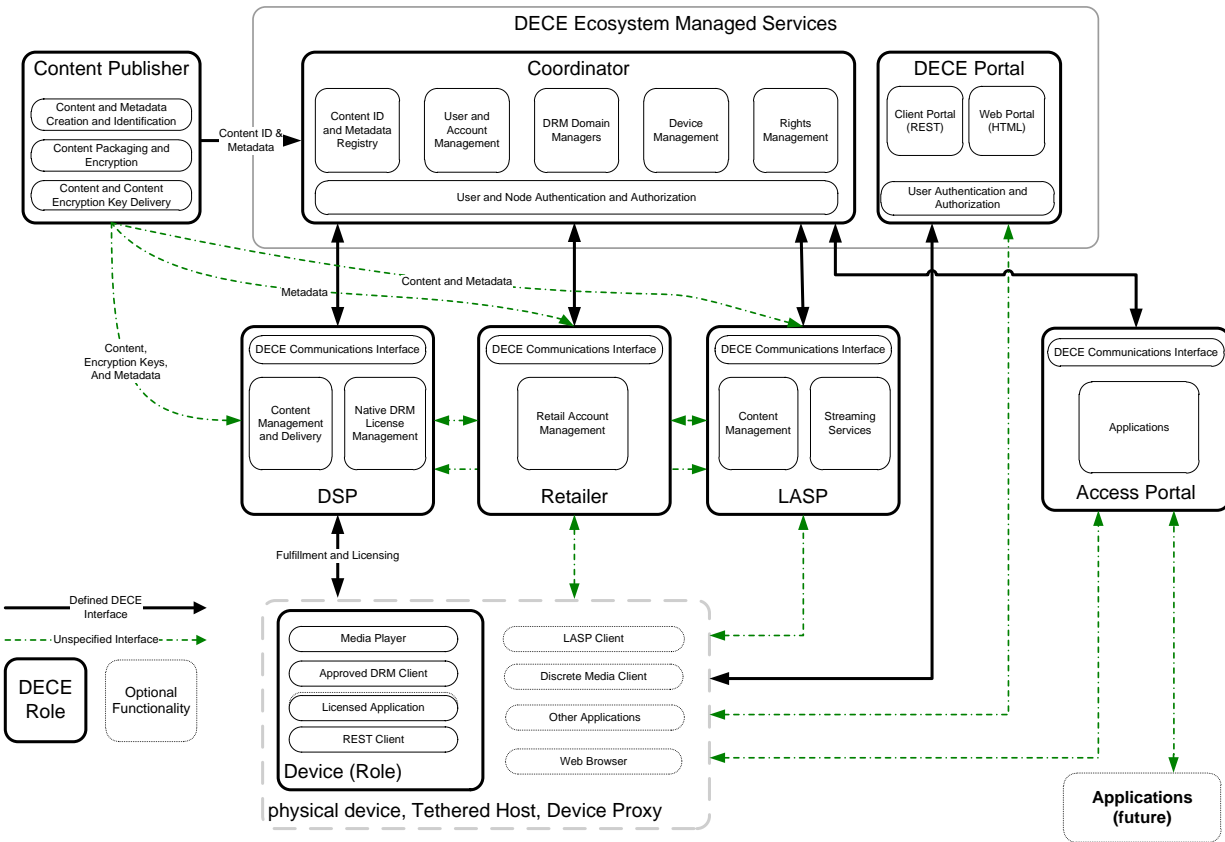 DECE Ecosystem Managed Services
Content Publisher
Content and Metadata
Creation and Identification
Content Packaging and
Encryption
Content and Content
Encryption Key Delivery
Content ID &
Metadata
Coordinator
Content ID
and Metadata
Registry
User and
Account
Management
DRM Domain
Managers
Device
Management
Rights
Management
User and Node Authentication and Authorization
DECE Portal
Client Portal
(REST)
Web Portal
(HTML)
User Authentication and
Authorization
Content and Metadata
Metadata
Content,
Encryption Keys,
And Metadata
DECE Communications Interface
Content
Management
and Delivery
Native DRM
License
Management
DSP
DECE Communications Interface
Retail Account
Management
Retailer
DECE Communications Interface
Content
Management
Streaming
Services
LASP
DECE Communications Interface
Applications
Access Portal
Fulfillment and Licensing
Defined DECE
Interface
Unspecified Interface
DECE
Role
Optional
Functionality
Media Player
Approved DRM Client
Licensed Application
REST Client
Device (Role)
LASP Client
Discrete Media Client
Other Applications
Web Browser
physical device, Tethered Host, Device Proxy
Applications
(future)